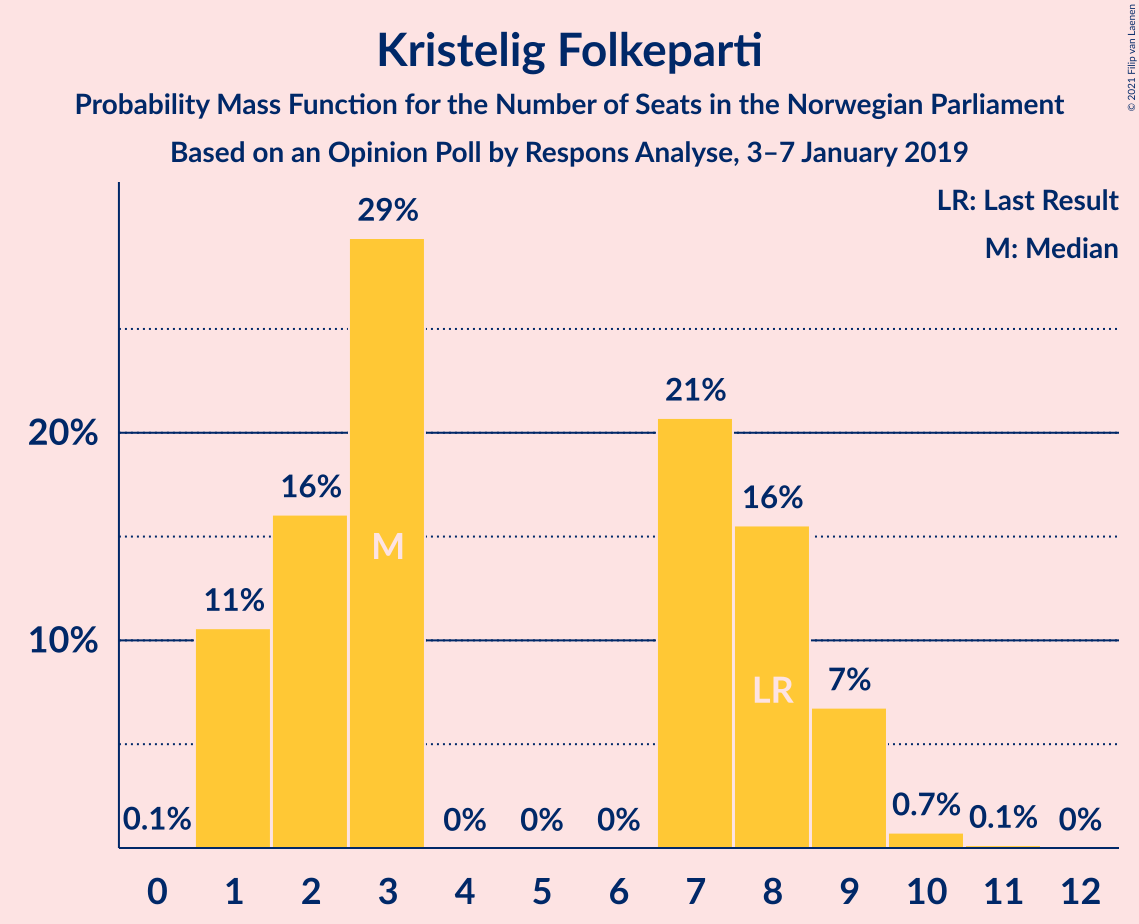 Kristelig Folkeparti
Probability Mass Function for the Number of Seats in the Norwegian Parliament
Based on an Opinion Poll by Respons Analyse, 3–7 January 2019
© 2021 Filip van Laenen
LR: Last Result
M: Median
29%
21%
20%
16%
16%
M
11%
10%
LR
7%
0.1%
0%
0%
0%
0.7%
0.1%
0%
0 1 2 3 4 5 6 7 8 9 10 11 12